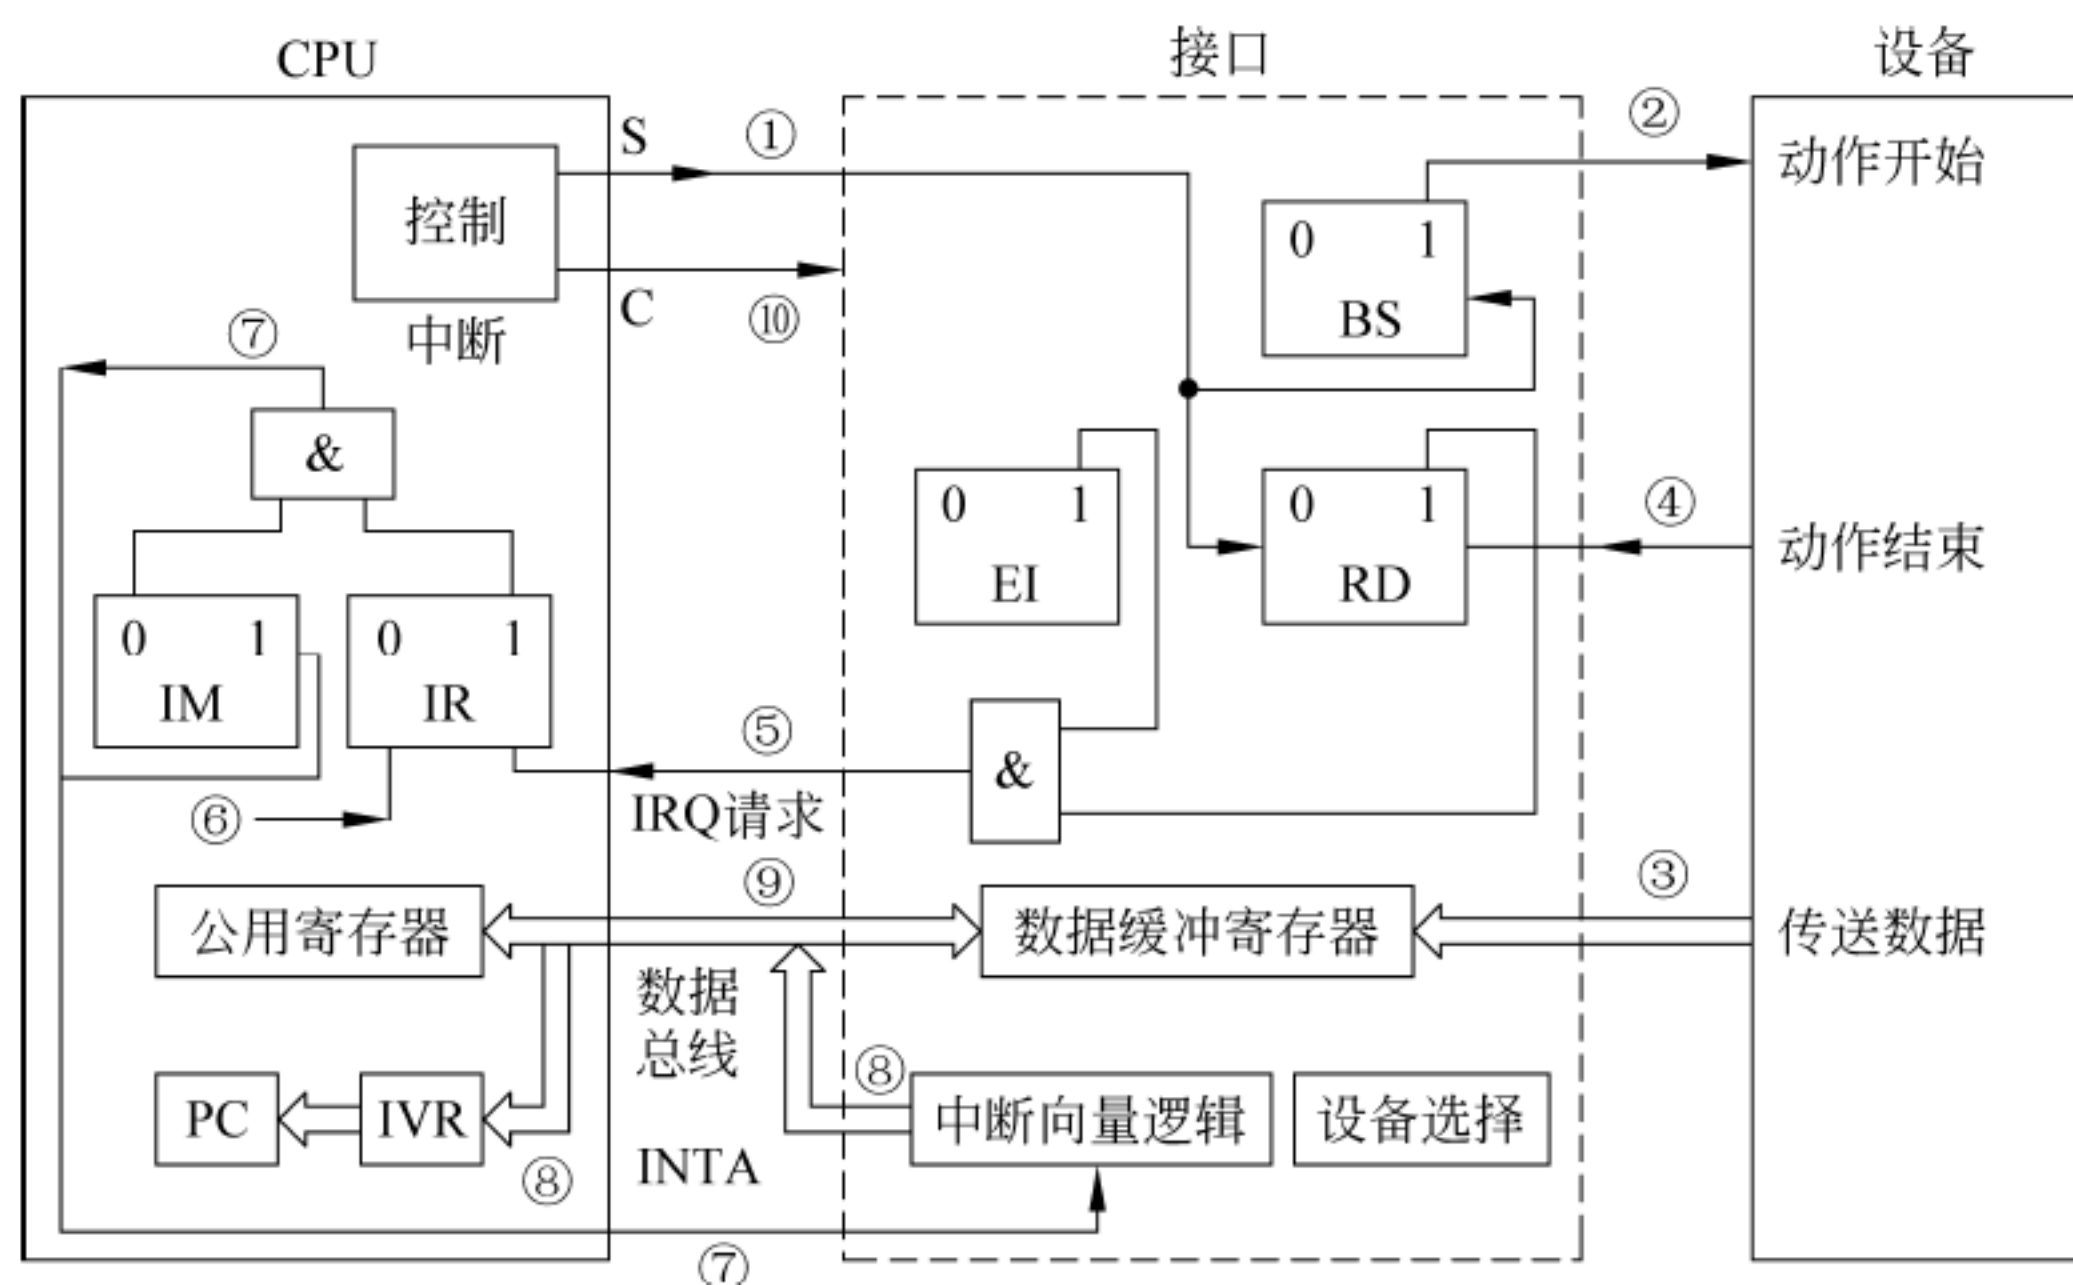 CPU
接口
设备
S
①
②
动作开始
控制
0 1
BS
C
⑩
中断
⑦
&
0 1
EI
0 1
RD
④
动作结束
0 1
IM
0 1
IR
⑤
&
⑥
IRQ请求
⑨
③
公用寄存器
数据缓冲寄存器
传送数据
数据
总线
⑧
PC
IVR
中断向量逻辑
设备选择
⑧
INTA
⑦